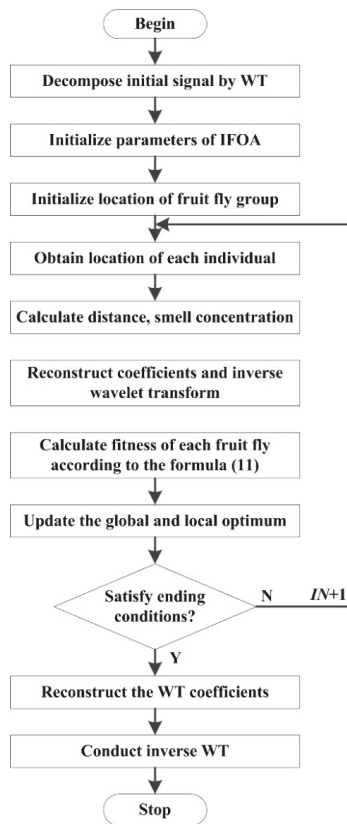 Begin
Decompose initial signal by WT
Initialize parameters of IFOA
Initialize location of fruit fly group
Obtain location of each individual
Calculate distance, smell concentration
Reconstruct coefficients and inverse
wavelet transform
Calculate fitness of each fruit fly
according to the formula (11)
Update the global and local optimum
Satisfy ending
conditions?
N
IN+1
Y
Reconstruct the WT coefficients
Conduct inverse WT
Stop